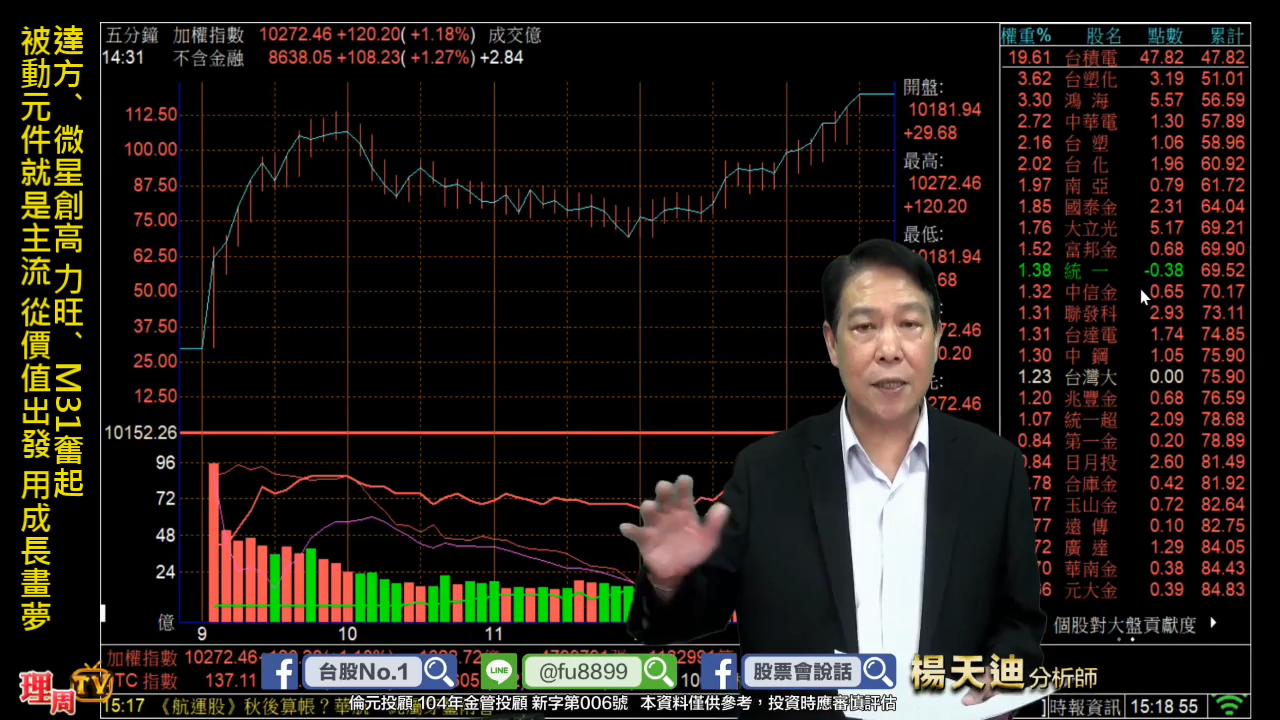 達方、微星創高 力旺、M31奮起
被動元件就是主流 從價值出發 用成長畫夢
五分鐘 加權指數 10272.46 +120.20 ( +1.18%) 成交億
14:31 不含金融 8638.05 +108.23( +1.27%) +2.84
112.50
100.00
87.50
75.00
62.50
50.00
37.50
25.00
12.50
10152.26
96
72
48
24
億
9 10 11
開盤:
10181.94
+29.68
最高:
10272.46
+120.20
最低:
10181.94
權重% 股名 點數 累計
19.61 台積電 47.82 47.82
3.62 台塑化 3.19 51.01
3.30 鴻海 5.57 56.59
2.72 中華電 1.30 57.89
2.16 台塑 1.06 58.96
2.02 台化 1.96 60.92
1.97 南亞 0.79 61.72
1.85 國泰金 2.31 64.04
1.76 大立光 5.17 69.21
1.52 富邦金 0.68 69.90
1.38 統一 -0.38 69.52
1.32 中信金 0.65 70.17
1.31 聯發科 2.93 73.11
1.31 台達電 1.74 74.85
1.30 中鋼 1.05 75.90
1.23 台灣大 0.00 75.90
1.20 兆豐金 0.68 76.59
1.07 統一超 2.09 78.68
0.84 第一金 0.20 78.89
0.84 日月投 2.60 81.49
.78 合庫金 0.42 81.92
77 玉山金 0.72 82.64
77 遠傳 0.10 82.75
72 廣達 1.29 84.05
70 華南金 0.38 84.43
元大金 0.39 84.83
個股對大盤貢獻度
加權指數 10272.46
TC 指數 137.11
台股No.1
LINE
@fu8899
股票會說話
楊天迪分析師
理周TV
倫元投顧 104年金管投顧 新字第006號 本資料僅供參考，投資時應審慎評估
15:17 《航運股》秋後算帳？華航
時報資訊 15:18 55